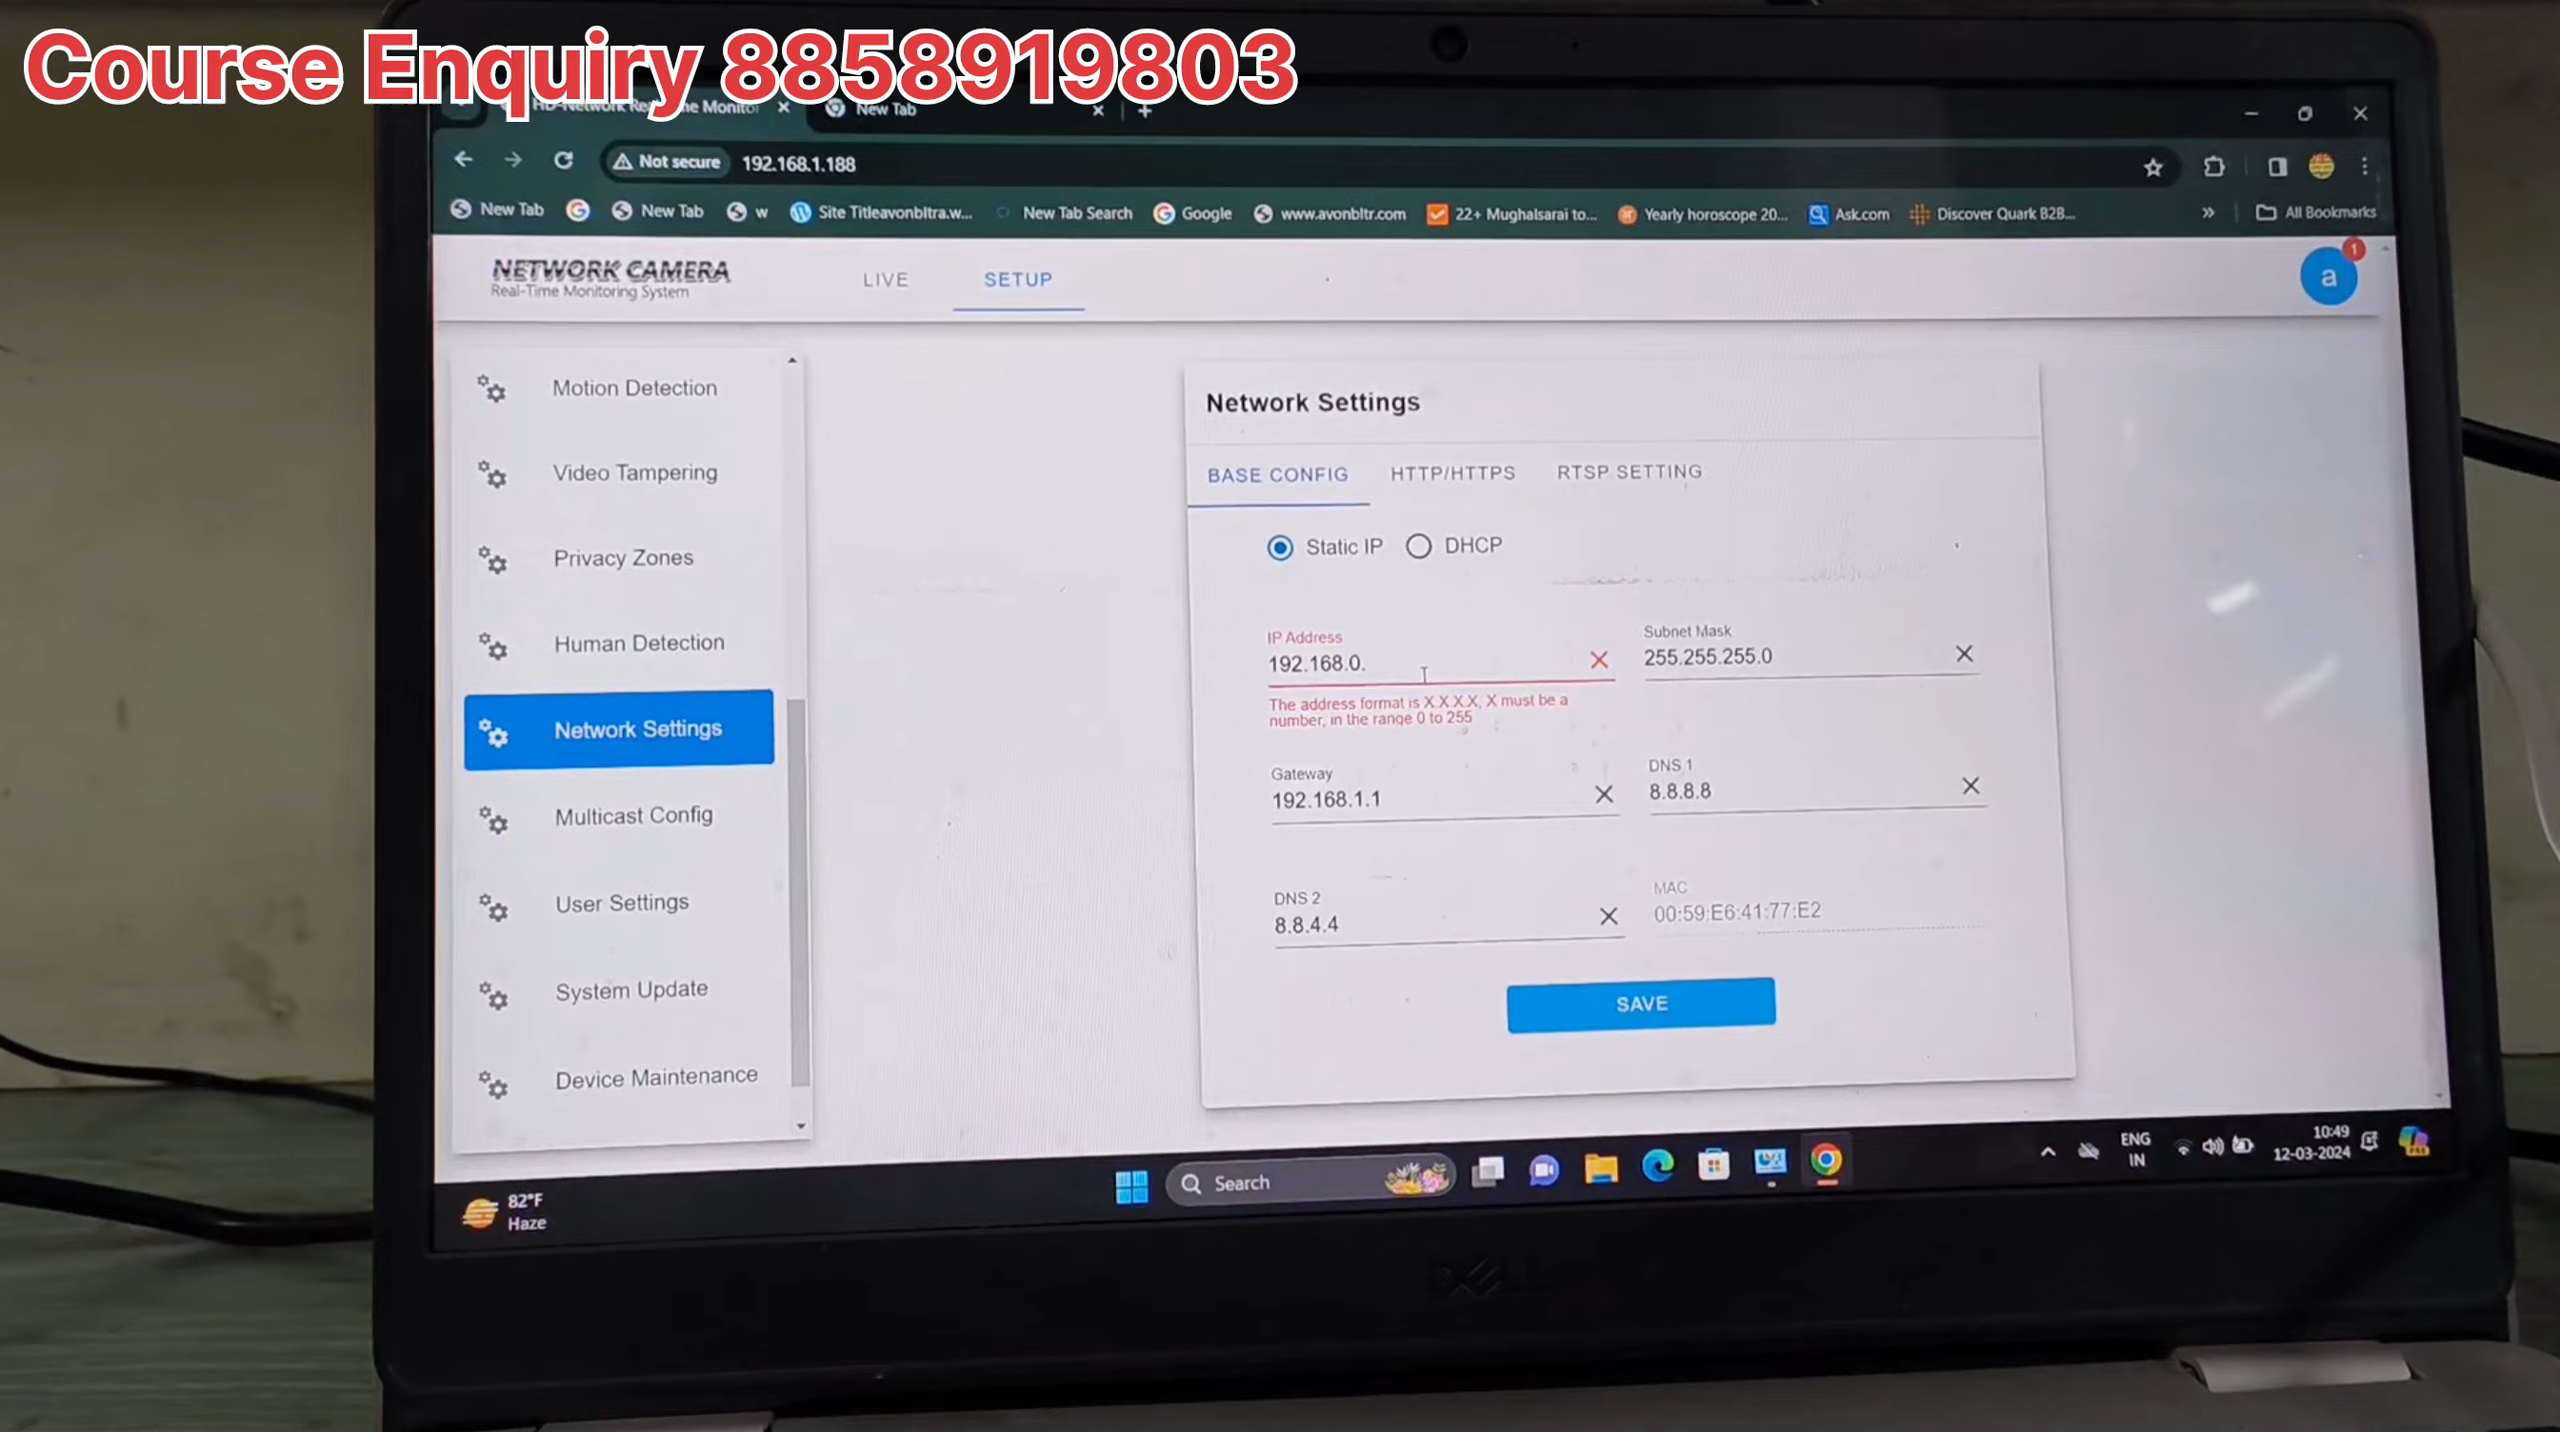 Course Enquiry 8858919803
New Tab
Not secure 192.168.1.188
New Tab New Tab w Site Titleavonbltra.w... New Tab Search Google www.avonbltr.com 22+ Mughalsarai to... Yearly horoscope 20... Ask.com Discover Quark B2B... » All Bookmarks
NETWORK CAMERA
Real-Time Monitoring System
LIVE SETUP
a
1
Motion Detection
Video Tampering
Privacy Zones
Human Detection
Network Settings
Multicast Config
User Settings
System Update
Device Maintenance
Network Settings
BASE CONFIG HTTP/HTTPS RTSP SETTING
Static IP DHCP
IP Address
192.168.0.
The address format is X.X.X.X, X must be a
number, in the range 0 to 255
Subnet Mask
255.255.255.0
Gateway
192.168.1.1
DNS 1
8.8.8.8
DNS 2
8.8.4.4
MAC
00:59:E6:41:77:E2
SAVE
82°F
Haze
Search
ENG
IN
10:49
12-03-2024
DELL